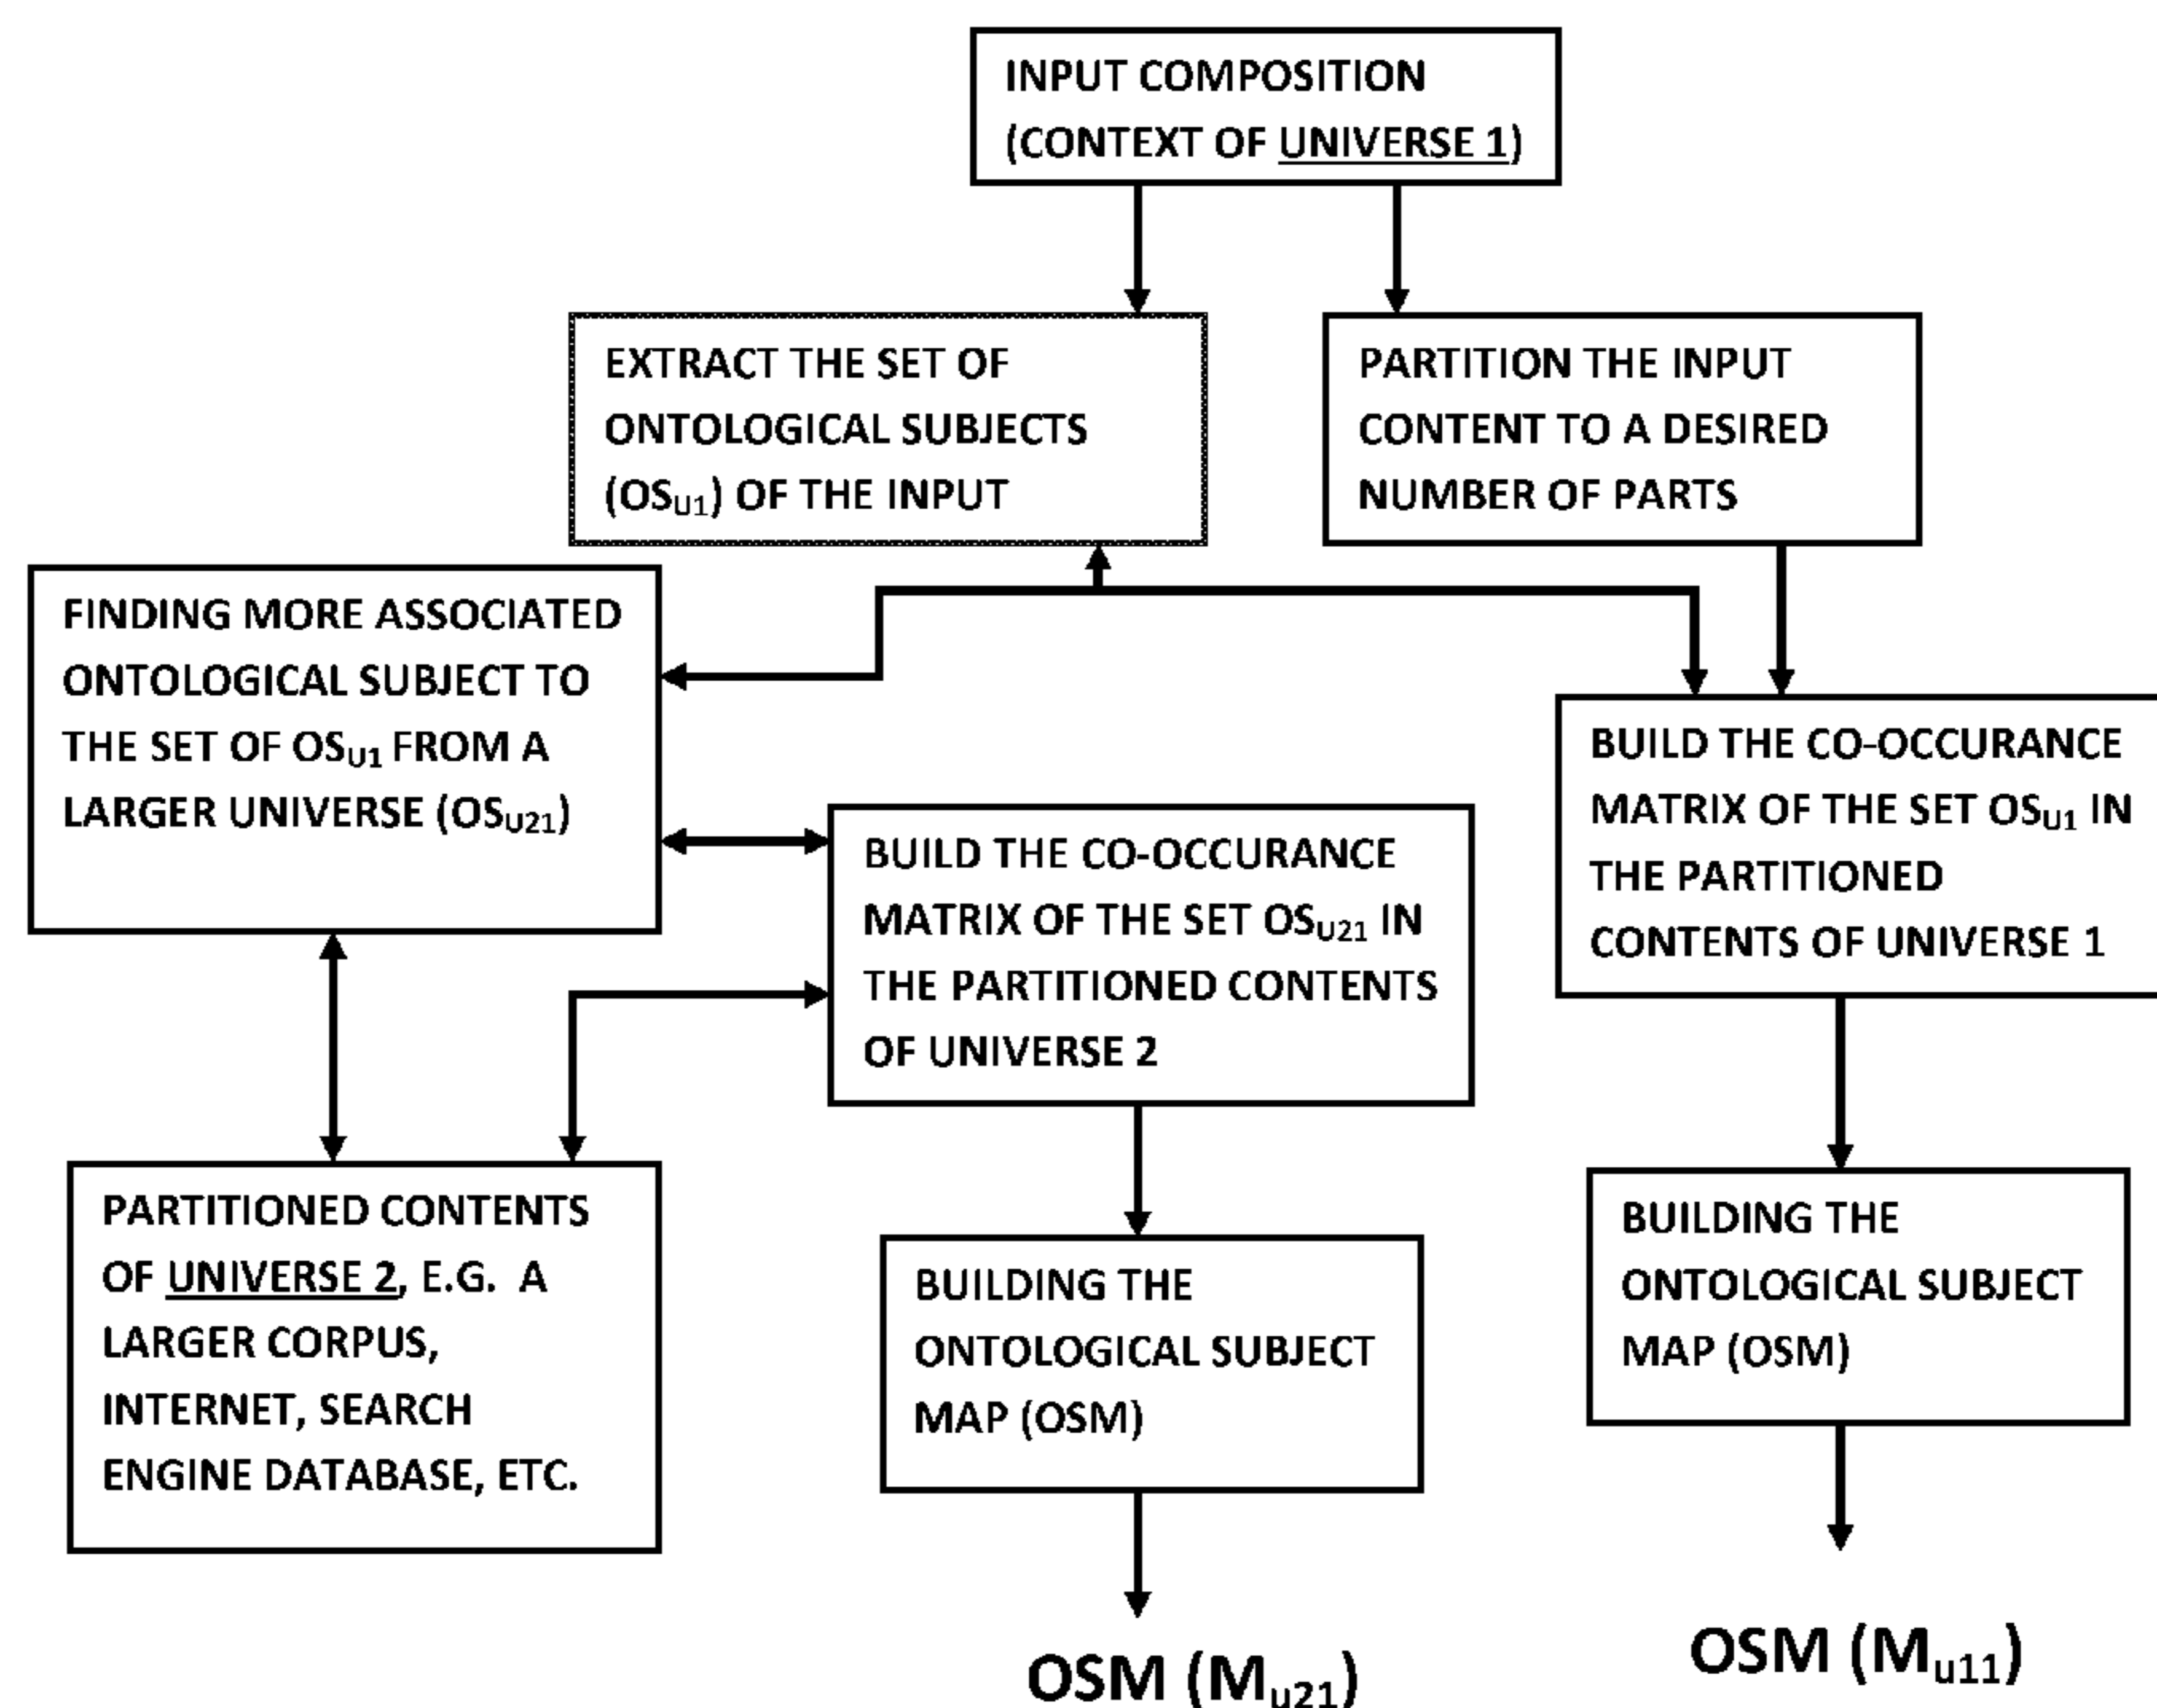 INPUT COMPOSITION
(CONTEXT OF UNIVERSE 1)
EXTRACT THE SET OF
ONTOLOGICAL SUBJECTS
(OSU1) OF THE INPUT
PARTITION THE INPUT
CONTENT TO A DESIRED
NUMBER OF PARTS
FINDING MORE ASSOCIATED
ONTOLOGICAL SUBJECT TO
THE SET OF OSU1 FROM A
LARGER UNIVERSE (OSU21)
BUILD THE CO-OCCURANCE
MATRIX OF THE SET OSU1 IN
THE PARTITIONED
CONTENTS OF UNIVERSE 1
BUILD THE CO-OCCURANCE
MATRIX OF THE SET OSU21 IN
THE PARTITIONED CONTENTS
OF UNIVERSE 2
PARTITIONED CONTENTS
OF UNIVERSE 2, E.G. A
LARGER CORPUS,
INTERNET, SEARCH
ENGINE DATABASE, ETC.
BUILDING THE
ONTOLOGICAL SUBJECT
MAP (OSM)
BUILDING THE
ONTOLOGICAL SUBJECT
MAP (OSM)
OSM (Mu21)
OSM (Mu11)